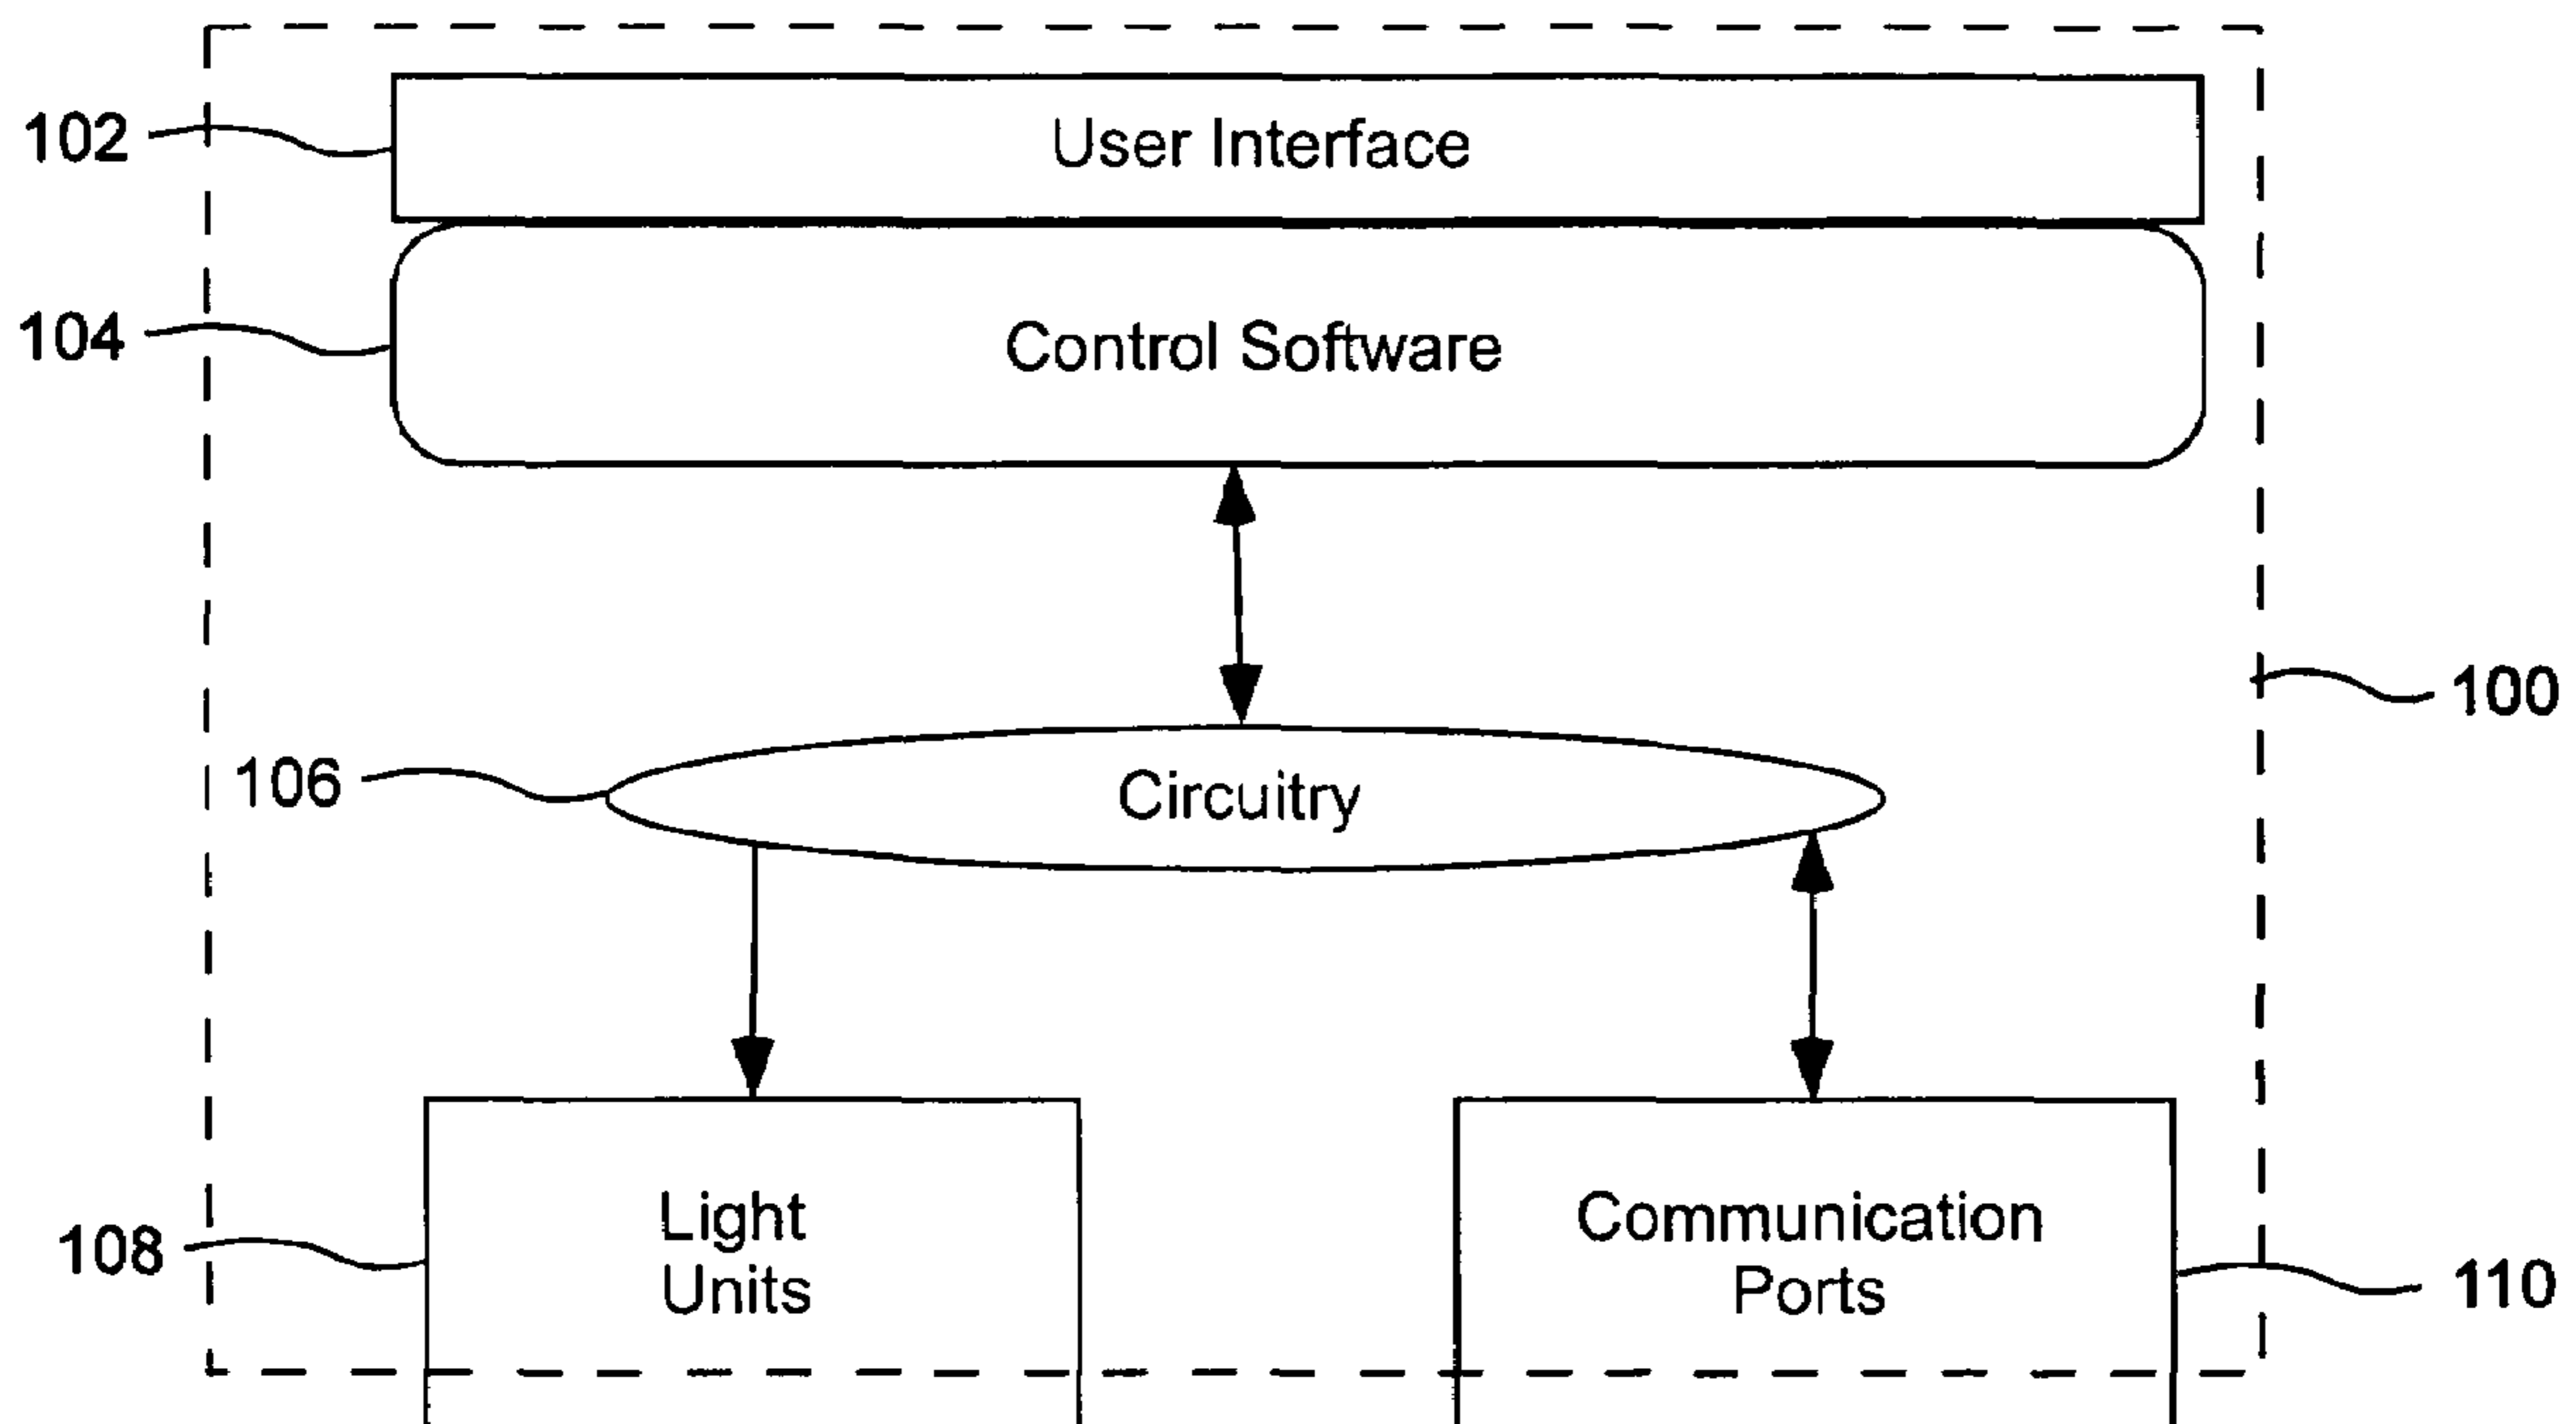 102
User Interface
104
Control Software
100
106
Circuitry
108
Light
Units
Communication
Ports
110